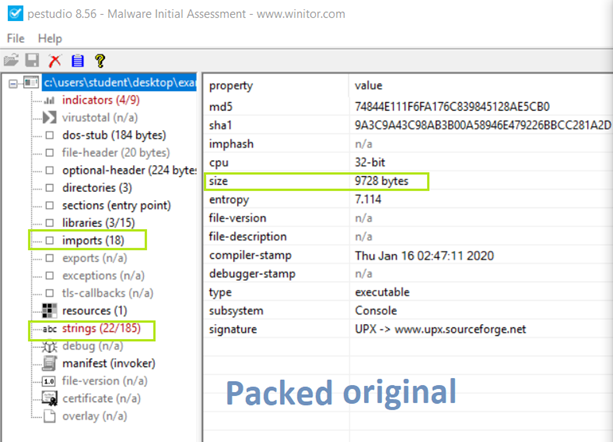 pestudio 8.56 - Malware Initial Assessment - www.winitor.com
File Help
c:\users\student\desktop\exa
indicators (4/9)
virustotal (n/a)
dos-stub (184 bytes)
file-header (20 bytes)
optional-header (224 bytes
directories (3)
sections (entry point)
libraries (3/15)
imports (18)
exports (n/a)
exceptions (n/a)
tls-callbacks (n/a)
resources (1)
abc strings (22/185)
debug (n/a)
manifest (invoker)
1.0 file-version (n/a)
certificate (n/a)
overlay (n/a)
property value
md5 74844E111F6FA176C839845128AE5CB0
sha1 9A3C9A43C98AB3B00A58946E479226BBCC281A2D
imphash n/a
cpu 32-bit
size 9728 bytes
entropy 7.114
file-version n/a
file-description n/a
compiler-stamp Thu Jan 16 02:47:11 2020
debugger-stamp n/a
type executable
subsystem Console
signature UPX -> www.upx.sourceforge.net
Packed original